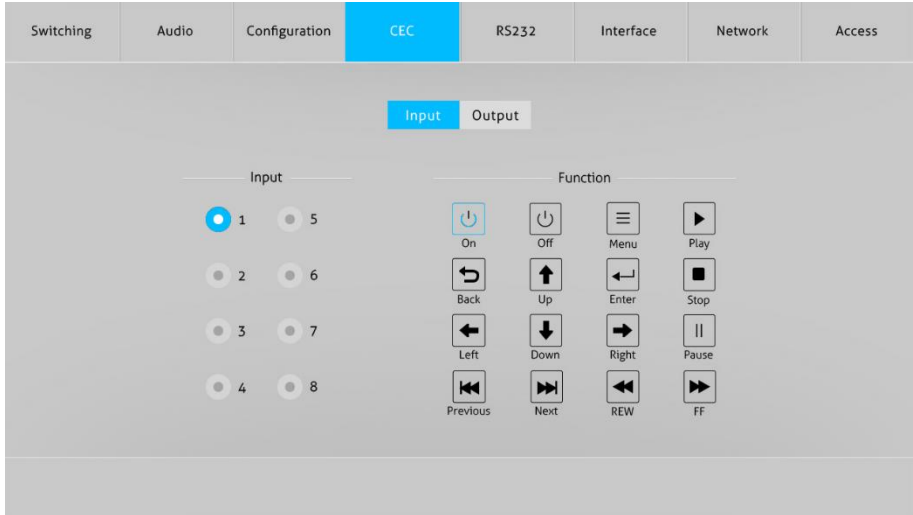 Switching Audio Configuration CEC RS232 Interface Network Access
Input Output
Input
1 5
2 6
3 7
4 8
Function
On Off Menu Play
Back Up Enter Stop
Left Down Right Pause
Previous Next REW FF